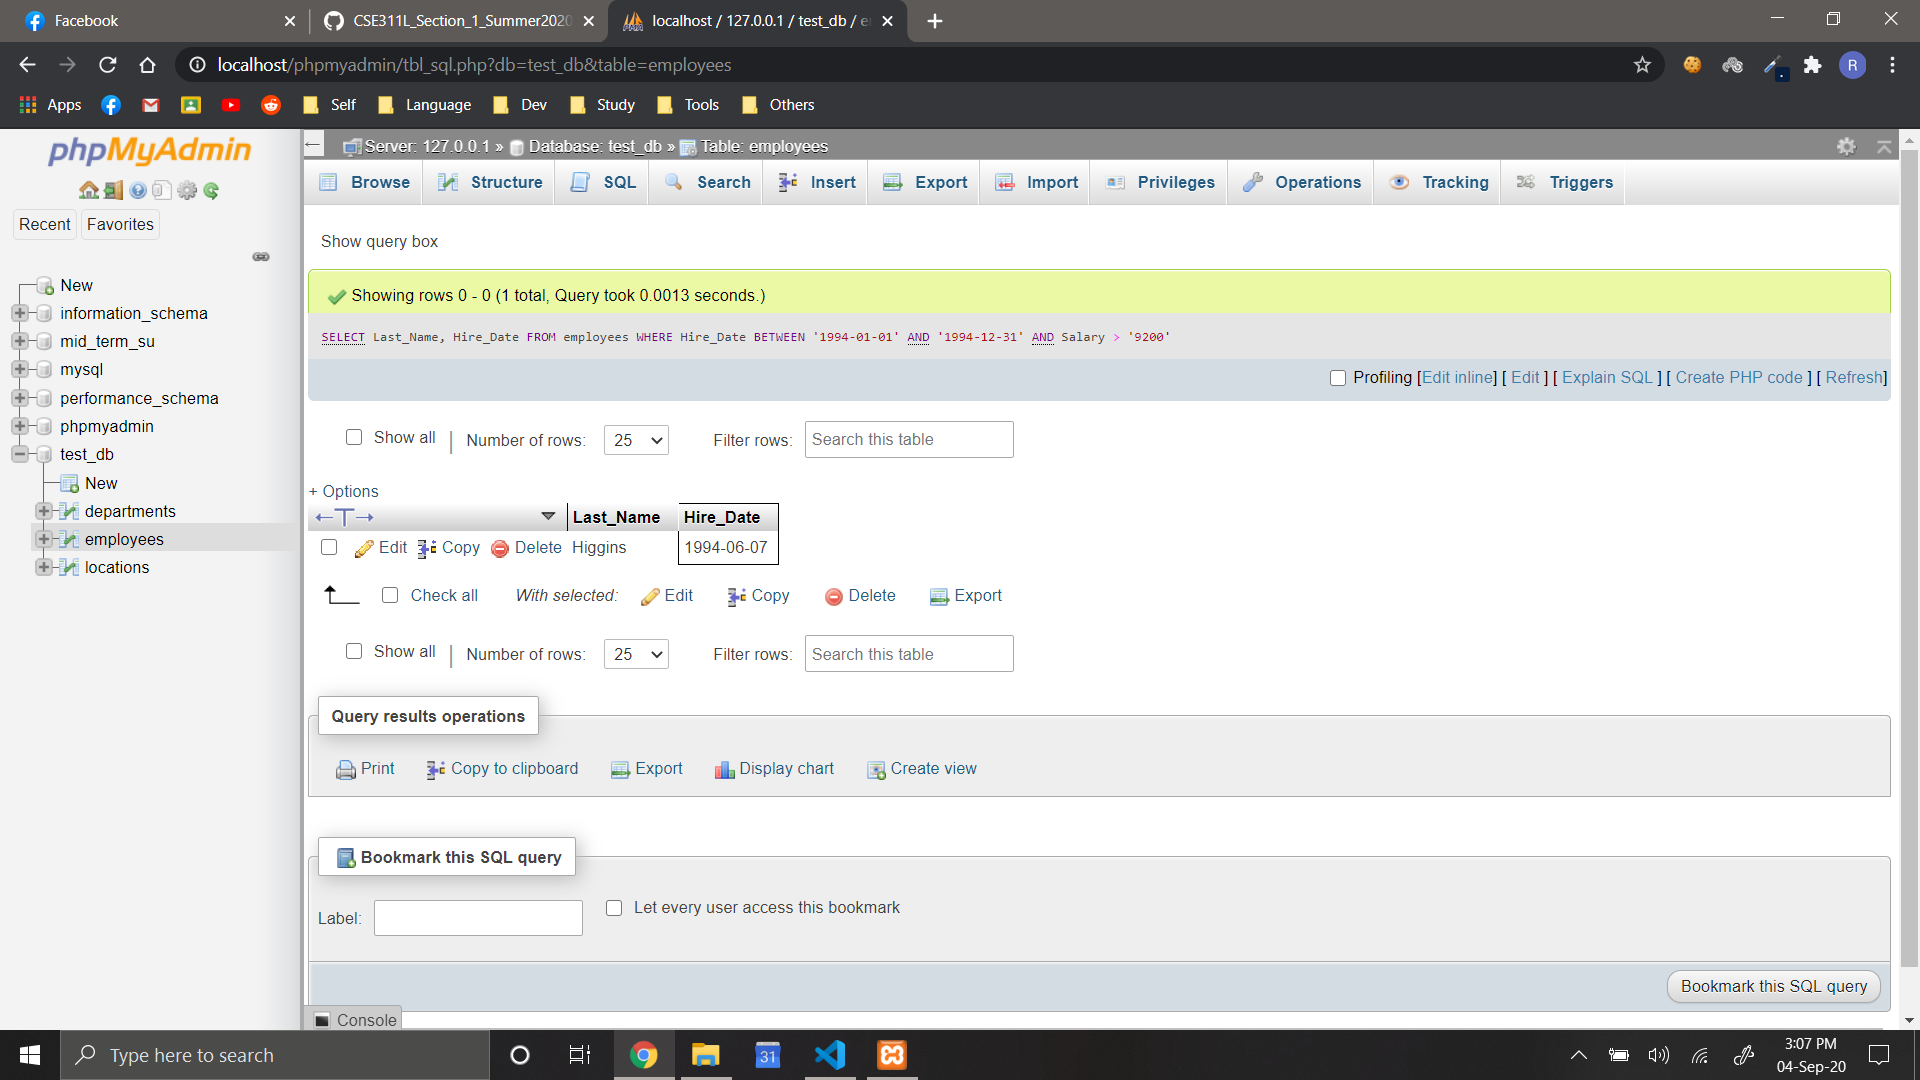 Facebook
CSE311L_Section_1_Summer2020
localhost / 127.0.0.1 / test_db / e
localhost/phpmyadmin/tbl_sql.php?db=test_db&table=employees
R
Apps
Self
Language
Dev
Study
Tools
Others
phpMyAdmin
Recent
Favorites
New
information_schema
mid_term_su
mysql
performance_schema
phpmyadmin
test_db
New
departments
employees
locations
Server: 127.0.0.1 » Database: test_db » Table: employees
Browse
Structure
SQL
Search
Insert
Export
Import
Privileges
Operations
Tracking
Triggers
Show query box
Showing rows 0 - 0 (1 total, Query took 0.0013 seconds.)
SELECT Last_Name, Hire_Date FROM employees WHERE Hire_Date BETWEEN '1994-01-01' AND '1994-12-31' AND Salary > '9200'
Profiling [Edit inline] [ Edit ] [ Explain SQL ] [ Create PHP code ] [ Refresh]
Show all | Number of rows: 25 Filter rows: Search this table
+ Options
←T→ Last_Name Hire_Date
Edit Copy Delete Higgins 1994-06-07
Check all With selected: Edit Copy Delete Export
Show all | Number of rows: 25 Filter rows: Search this table
Query results operations
Print Copy to clipboard Export Display chart Create view
Bookmark this SQL query
Label: Let every user access this bookmark
Bookmark this SQL query
Console
Type here to search
31
3:07 PM
04-Sep-20